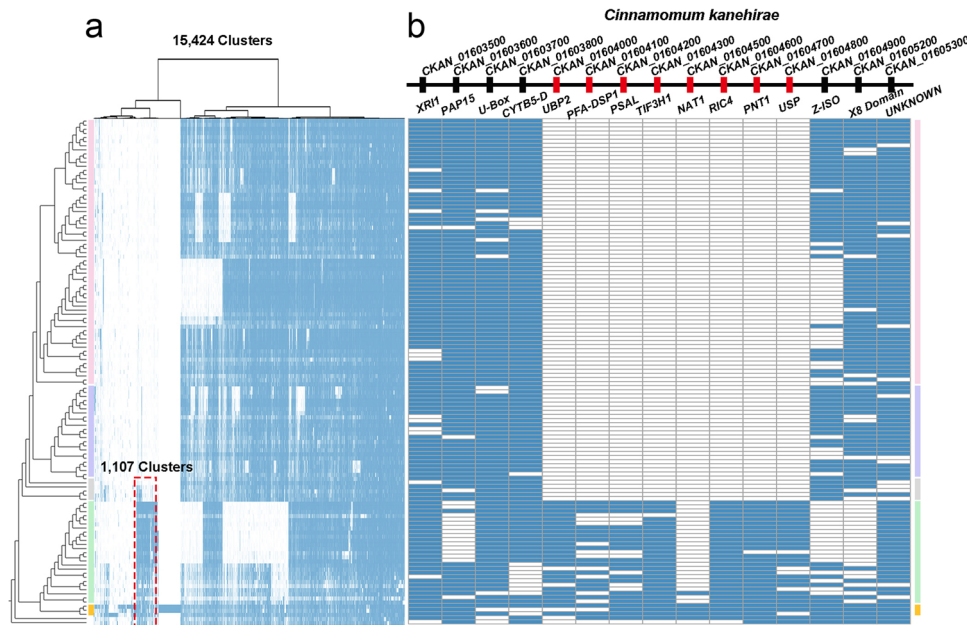 a
15,424 Clusters
1,107 Clusters
b
Cinnamomum kanehirae
CKAN_01603500
CKAN_01603600
CKAN_01603700
CKAN_01603800
CKAN_01604000
CKAN_01604100
CKAN_01604200
CKAN_01604300
CKAN_01604500
CKAN_01604600
CKAN_01604700
CKAN_01604800
CKAN_01604900
CKAN_01605200
CKAN_01605300
XRI1
PAP15
U-Box
CYTB5-D
UBP2
PFA-DSP1
PSAL
TIF3H1
NAT1
RIC4
PNT1
USP
Z-ISO
X8 Domain
UNKNOWN